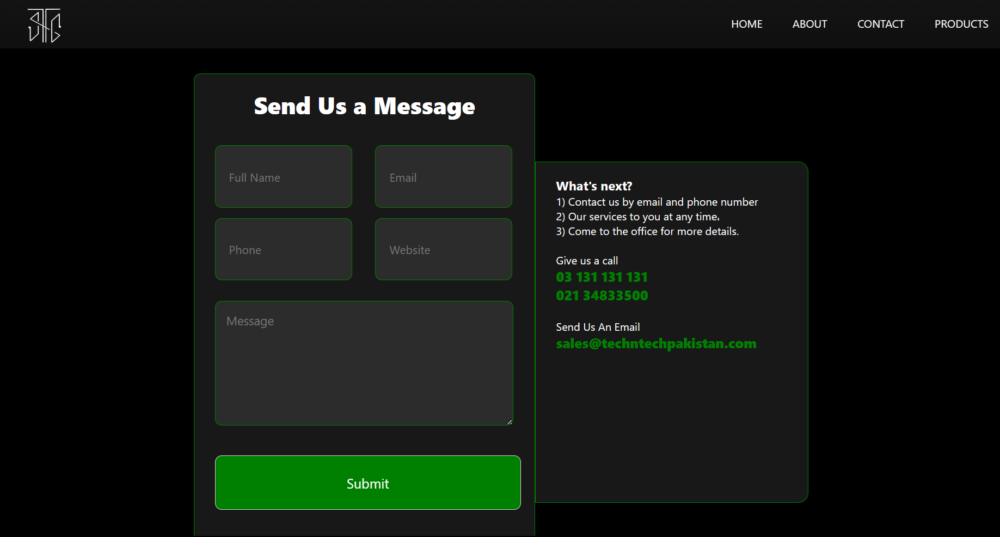 HOME ABOUT CONTACT PRODUCTS
Send Us a Message
Full Name Email
Phone Website
Message
Submit
What's next?
1) Contact us by email and phone number
2) Our services to you at any time.
3) Come to the office for more details.
Give us a call
03 131 131 131
021 34833500
Send Us An Email
sales@techntechpakistan.com